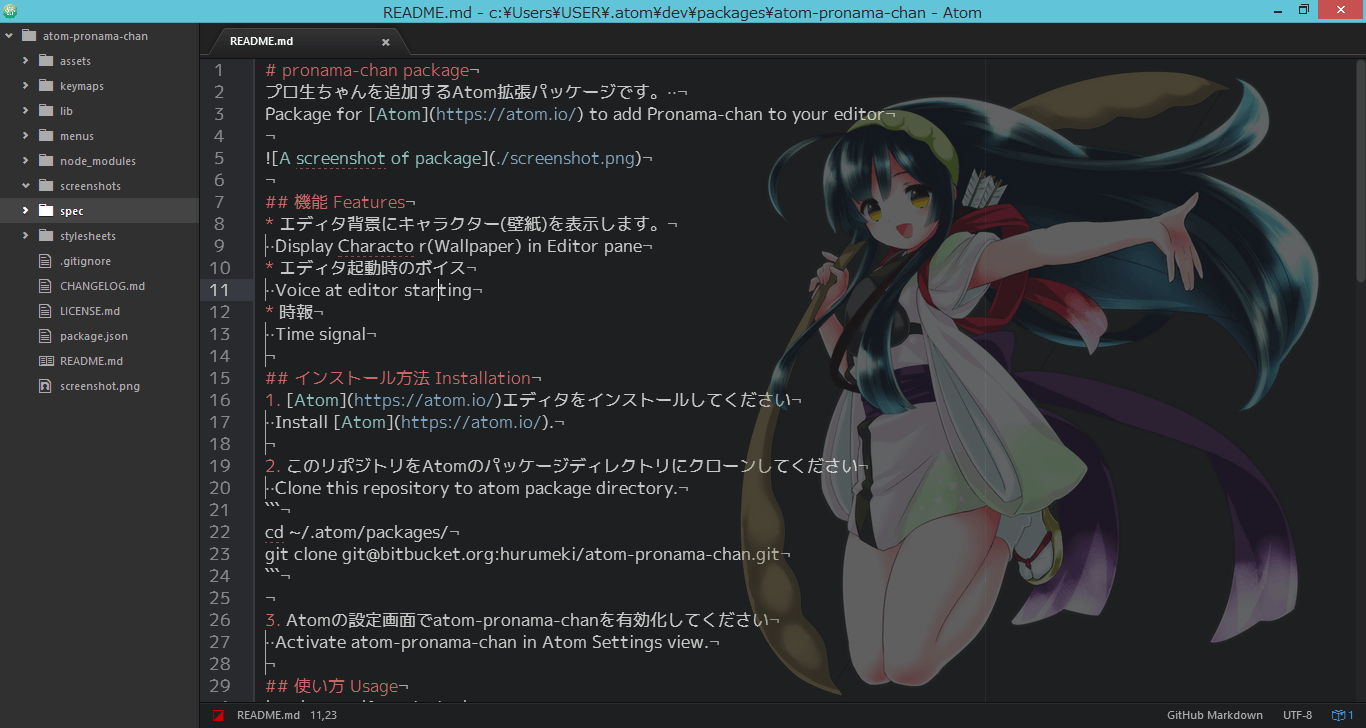 README.md - c:¥Users¥USER¥.atom¥dev¥packages¥atom-pronama-chan - Atom
atom-pronama-chan
assets
keymaps
lib
menus
node_modules
screenshots
spec
stylesheets
.gitignore
CHANGELOG.md
LICENSE.md
package.json
README.md
screenshot.png
README.md
1 # pronama-chan package¬
2 プロ生ちゃんを追加するAtom拡張パッケージです。··¬
3 Package for [Atom](https://atom.io/) to add Pronama-chan to your editor¬
4 ¬
5 ![A screenshot of package](./screenshot.png)¬
6 ¬
7 ## 機能 Features¬
8 * エディタ背景にキャラクター(壁紙)を表示します。¬
9 ··Display Characto r(Wallpaper) in Editor pane¬
10 * エディタ起動時のボイス¬
11 ··Voice at editor starting¬
12 * 時報¬
13 ··Time signal¬
14 ¬
15 ## インストール方法 Installation¬
16 1. [Atom](https://atom.io/)エディタをインストールしてください¬
17 ··Install [Atom](https://atom.io/).¬
18 ¬
19 2. このリポジトリをAtomのパッケージディレクトリにクローンしてください¬
20 ··Clone this repository to atom package directory.¬
21 ```¬
22 cd ~/.atom/packages/¬
23 git clone git@bitbucket.org:hurumeki/atom-pronama-chan.git¬
24 ```¬
25 ¬
26 3. Atomの設定画面でatom-pronama-chanを有効化してください¬
27 ··Activate atom-pronama-chan in Atom Settings view.¬
28 ¬
29 ## 使い方 Usage¬
README.md 11,23
GitHub Markdown UTF-8 1